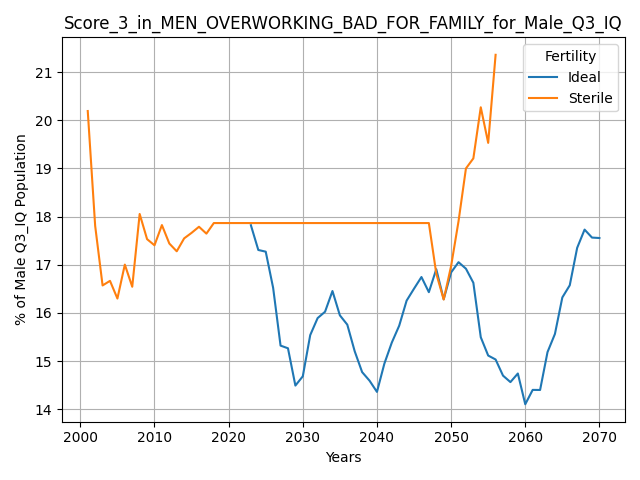 Score_3_in_MEN_OVERWORKING_BAD_FOR_FAMILY_for_Male_Q3_IQ
Fertility
Ideal
Sterile
% of Male Q3_IQ Population
21
20
19
18
17
16
15
14
2000 2010 2020 2030 2040 2050 2060 2070
Years